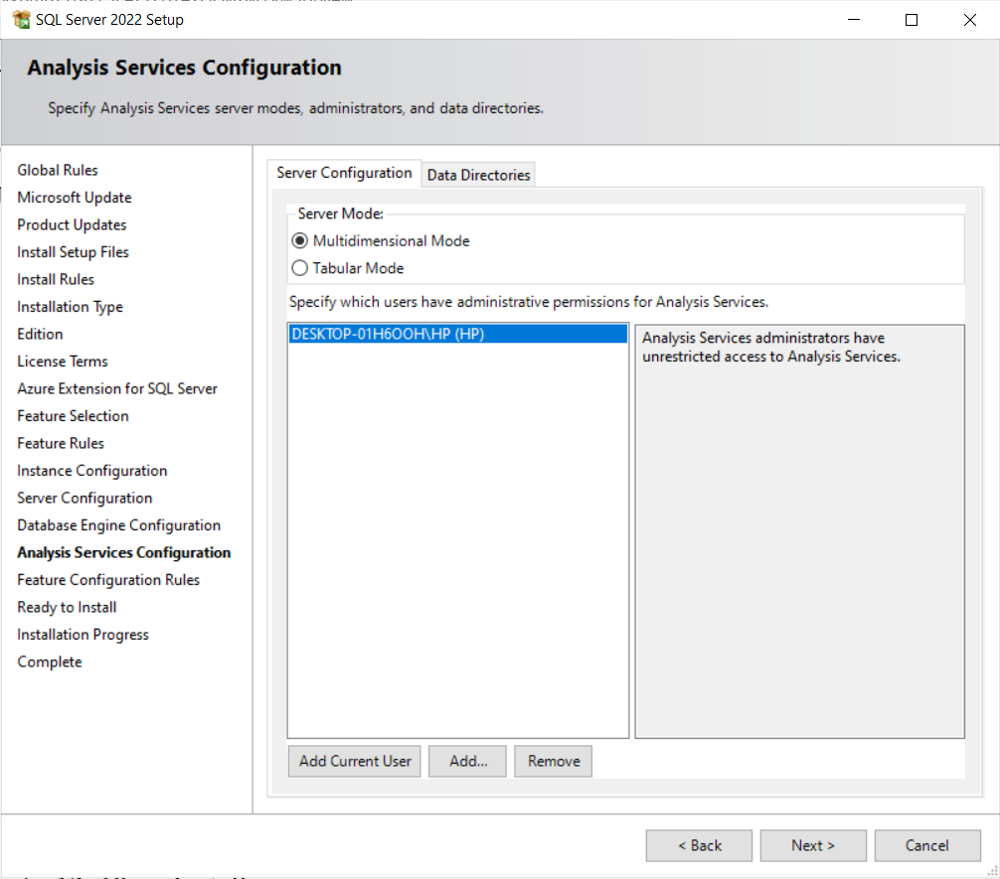 SQL Server 2022 Setup
Analysis Services Configuration
Specify Analysis Services server modes, administrators, and data directories.
Global Rules
Microsoft Update
Product Updates
Install Setup Files
Install Rules
Installation Type
Edition
License Terms
Azure Extension for SQL Server
Feature Selection
Feature Rules
Instance Configuration
Server Configuration
Database Engine Configuration
Analysis Services Configuration
Feature Configuration Rules
Ready to Install
Installation Progress
Complete
Server Configuration
Data Directories
Server Mode:
Multidimensional Mode
Tabular Mode
Specify which users have administrative permissions for Analysis Services.
DESKTOP-01H6OOH\HP (HP)
Analysis Services administrators have
unrestricted access to Analysis Services.
Add Current User
Add...
Remove
< Back
Next >
Cancel